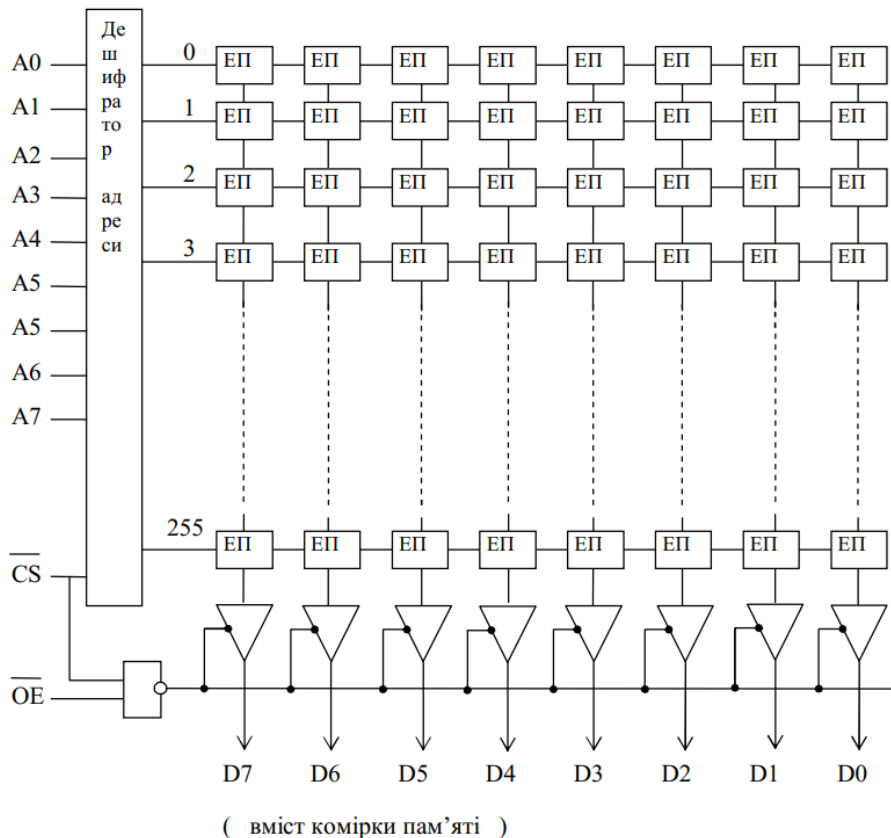 Де
ш
иф
ра
то
р
ад
ре
си
A0
A1
A2
A3
A4
A5
A5
A6
A7
CS
OE
0 ЕП ЕП ЕП ЕП ЕП ЕП ЕП ЕП
1 ЕП ЕП ЕП ЕП ЕП ЕП ЕП ЕП
2 ЕП ЕП ЕП ЕП ЕП ЕП ЕП ЕП
3 ЕП ЕП ЕП ЕП ЕП ЕП ЕП ЕП
255 ЕП ЕП ЕП ЕП ЕП ЕП ЕП ЕП
D7 D6 D5 D4 D3 D2 D1 D0
( вміст комірки пам’яті )